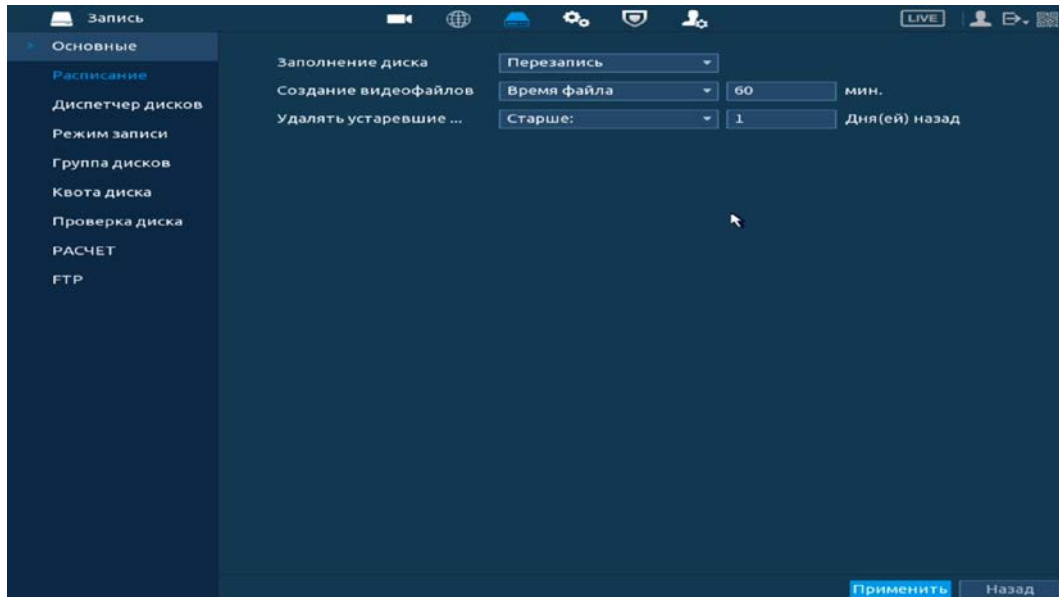 Запись
LIVE
Основные
Расписание
Диспетчер дисков
Режим записи
Группа дисков
Квота диска
Проверка диска
РАСЧЕТ
FTP
Заполнение диска Перезапись
Создание видеофайлов Время файла 60 мин.
Удалять устаревшие ... Старше: 1 Дня(ей) назад
Применить Назад